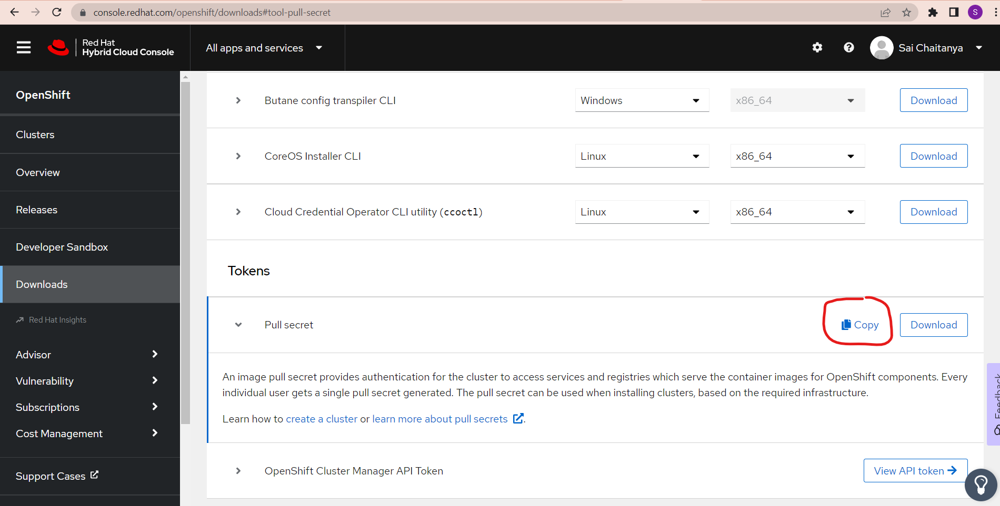 console.redhat.com/openshift/downloads#tool-pull-secret
S
Red Hat
Hybrid Cloud Console
All apps and services
Sai Chaitanya
OpenShift
Clusters
Overview
Releases
Developer Sandbox
Downloads
Red Hat Insights
Advisor
Vulnerability
Subscriptions
Cost Management
Support Cases
Butane config transpiler CLI
Windows
x86_64
Download
CoreOS Installer CLI
Linux
x86_64
Download
Cloud Credential Operator CLI utility (ccoctl)
Linux
x86_64
Download
Tokens
Pull secret
Copy
Download
An image pull secret provides authentication for the cluster to access services and registries which serve the container images for OpenShift components. Every
individual user gets a single pull secret generated. The pull secret can be used when installing clusters, based on the required infrastructure.
Learn how to create a cluster or learn more about pull secrets .
OpenShift Cluster Manager API Token
View API token
Feedback